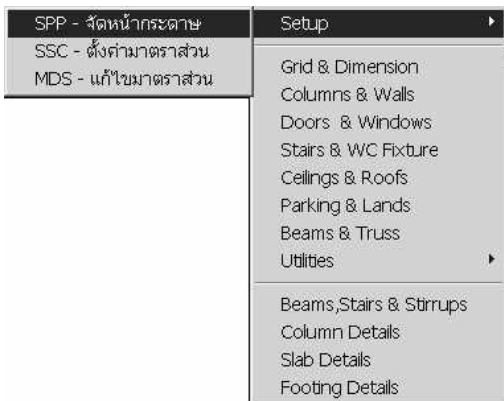 SPP - จัดหน้ากระดาษ
SSC - ตั้งค่ามาตราส่วน
MDS - แก้ไขมาตราส่วน
Setup
Grid & Dimension
Columns & Walls
Doors & Windows
Stairs & WC Fixture
Ceilings & Roofs
Parking & Lands
Beams & Truss
Utilities
Beams,Stairs & Stirrups
Column Details
Slab Details
Footing Details